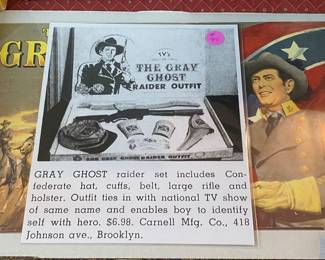 GR
TV's
THE GRAY
GHOST
RAIDER OUTFIT
GRAY GHOST raider set includes Con-
federate hat, cuffs, belt, large rifle and
holster. Outfit ties in with national TV show
of same name and enables boy to identify
self with hero. $6.98. Carnell Mfg. Co., 418
Johnson ave., Brooklyn.